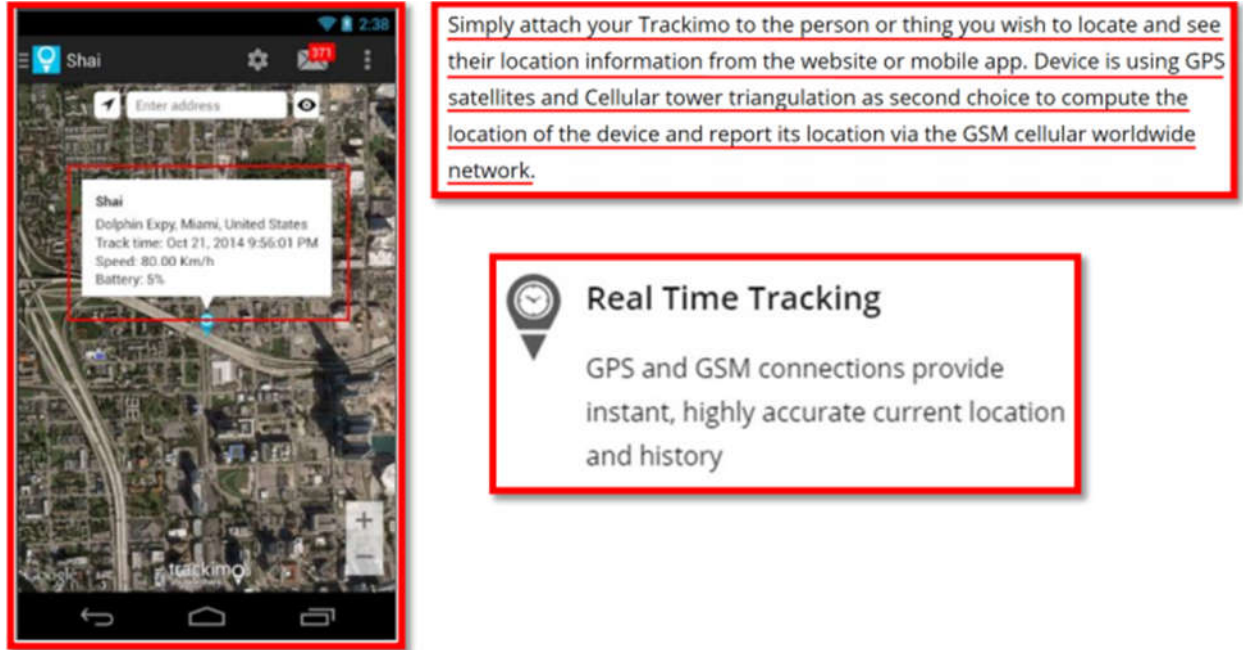 2:38
Shai
371
Enter address
Shai
Dolphin Expy, Miami, United States
Track time: Oct 21, 2014 9:56:01 PM
Speed: 80.00 Km/h
Battery: 5%
Google
trackimo
Simply attach your Trackimo to the person or thing you wish to locate and see
their location information from the website or mobile app. Device is using GPS
satellites and Cellular tower triangulation as second choice to compute the
location of the device and report its location via the GSM cellular worldwide
network.
Real Time Tracking
GPS and GSM connections provide
instant, highly accurate current location
and history